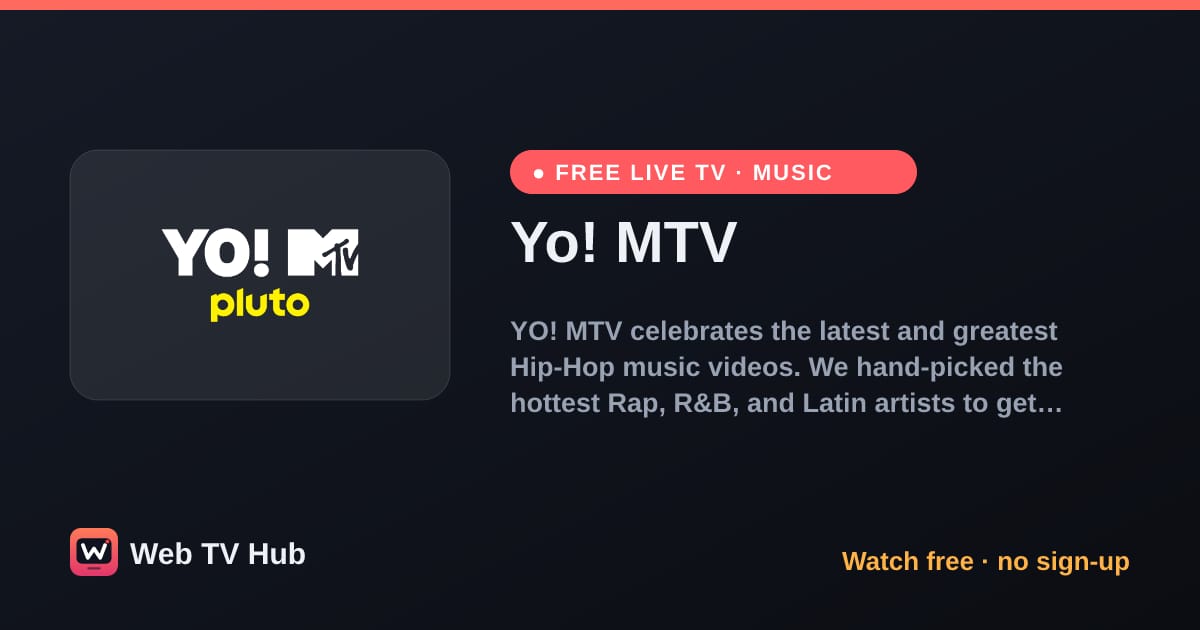 YO! MTV
pluto
● FREE LIVE TV · MUSIC
Yo! MTV
YO! MTV celebrates the latest and greatest
Hip-Hop music videos. We hand-picked the
hottest Rap, R&B, and Latin artists to get…
W
Web TV Hub
Watch free · no sign-up